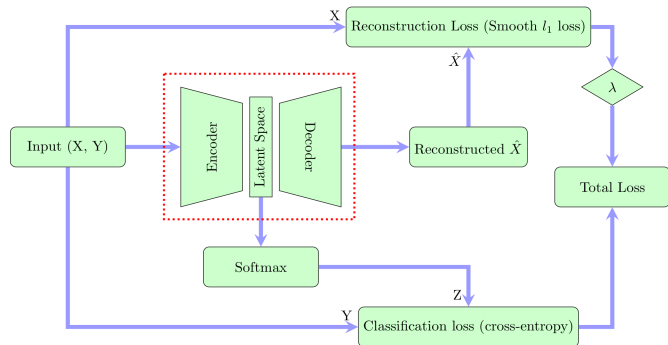 X
Reconstruction Loss (Smooth l₁ loss)
X̂
λ
Input (X, Y)
Encoder
Latent Space
Decoder
Reconstructed X̂
Total Loss
Softmax
Z
Y
Classification loss (cross-entropy)